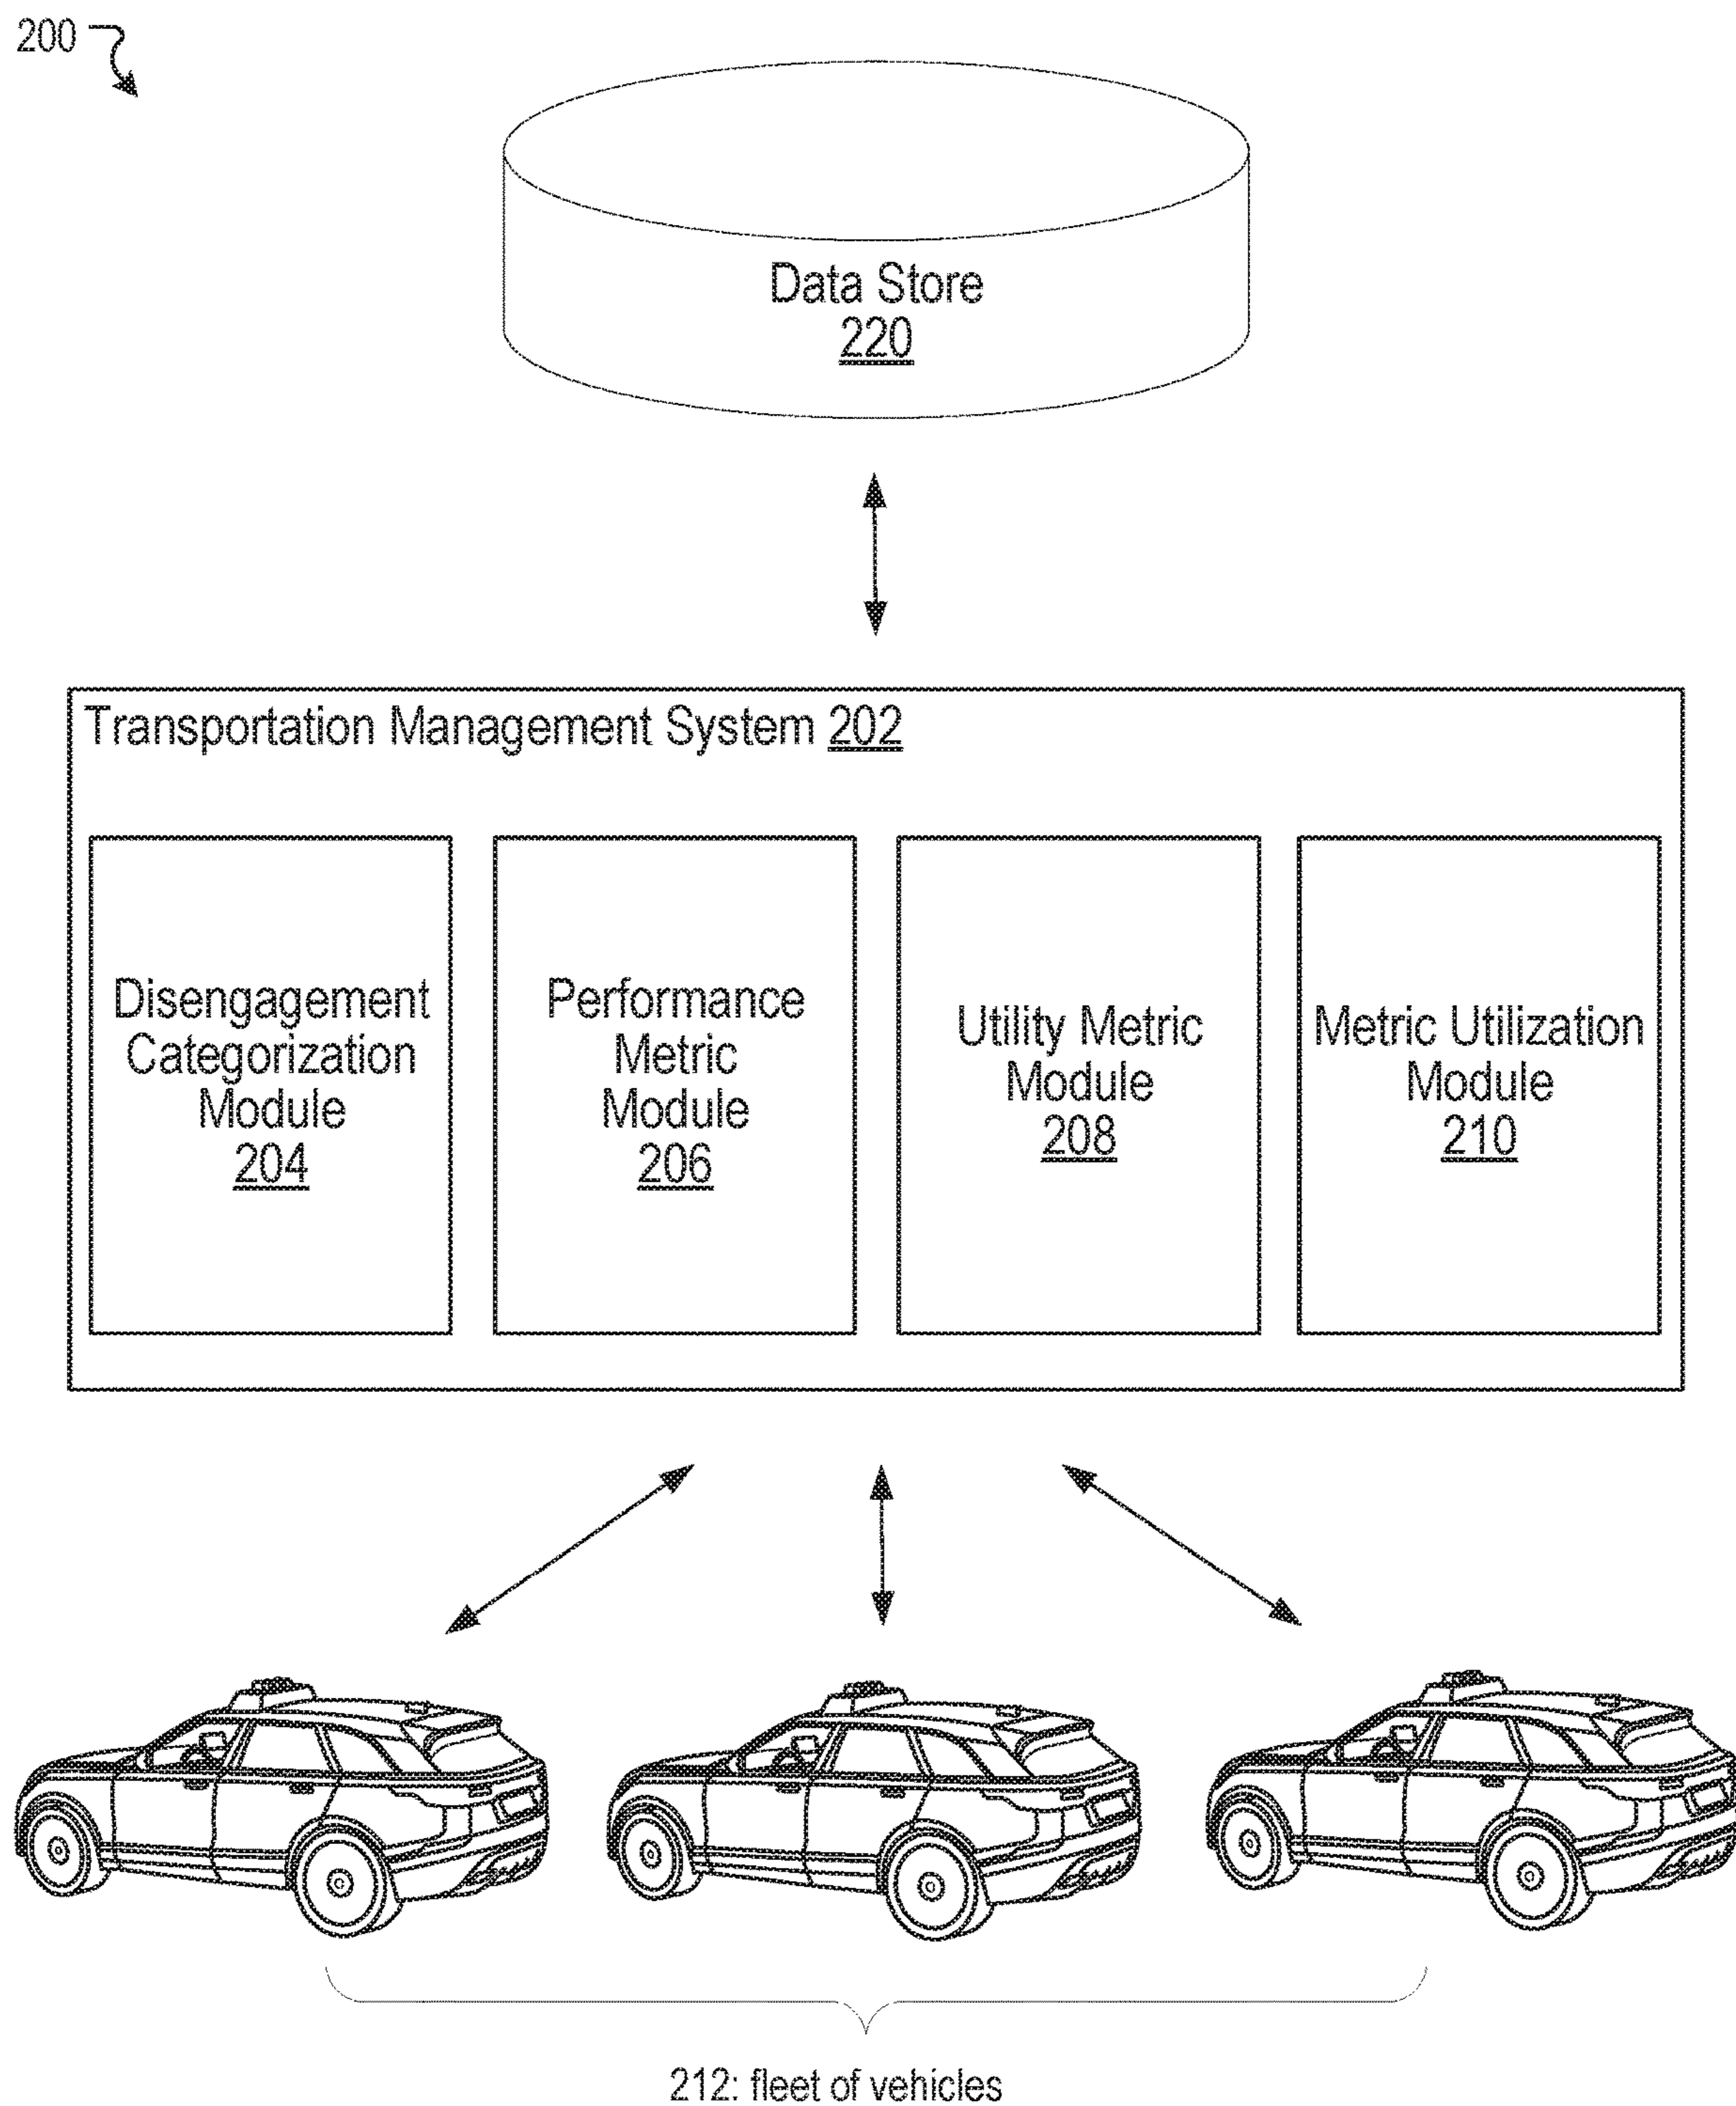 200
Data Store
220
Transportation Management System 202
Disengagement
Categorization
Module
204
Performance
Metric
Module
206
Utility Metric
Module
208
Metric Utilization
Module
210
212: fleet of vehicles